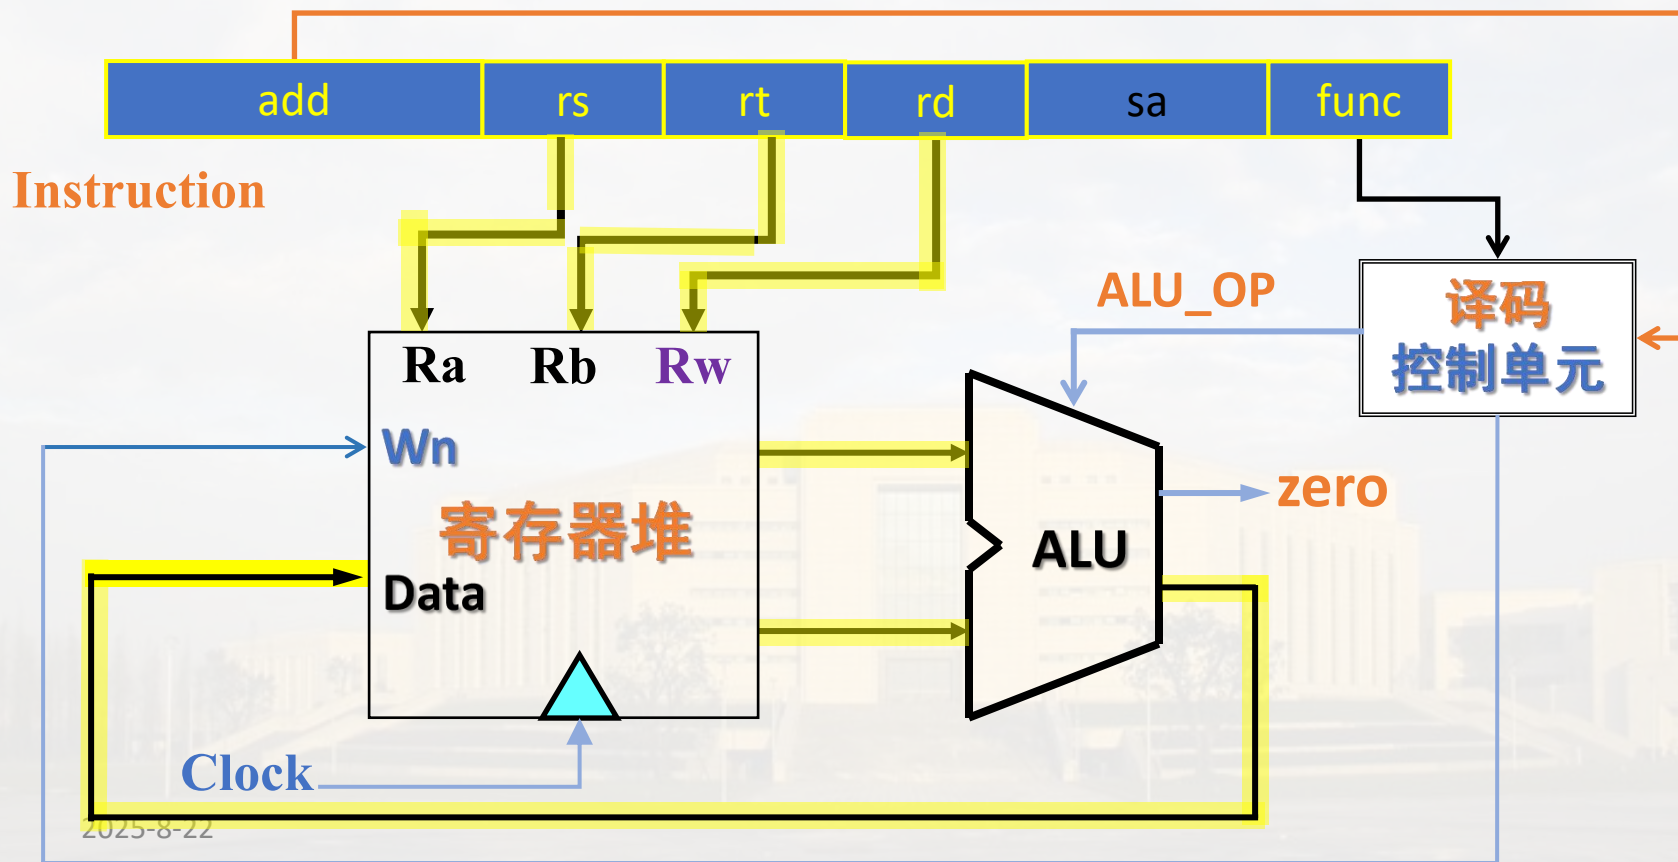 add rs rt rd sa func
Instruction
ALU_OP
译码
控制单元
Ra Rb Rw
Wn
zero
寄存器堆
ALU
Data
Clock
2025-8-22